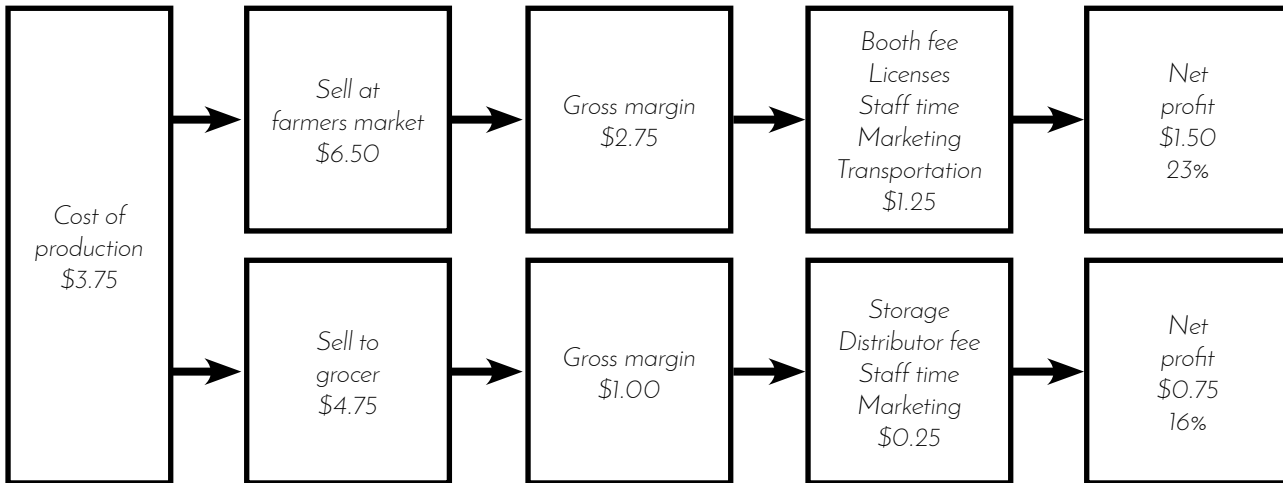 Cost of
production
$3.75
Sell at
farmers market
$6.50
Gross margin
$2.75
Booth fee
Licenses
Staff time
Marketing
Transportation
$1.25
Net
profit
$1.50
23%
Sell to
grocer
$4.75
Gross margin
$1.00
Storage
Distributor fee
Staff time
Marketing
$0.25
Net
profit
$0.75
16%